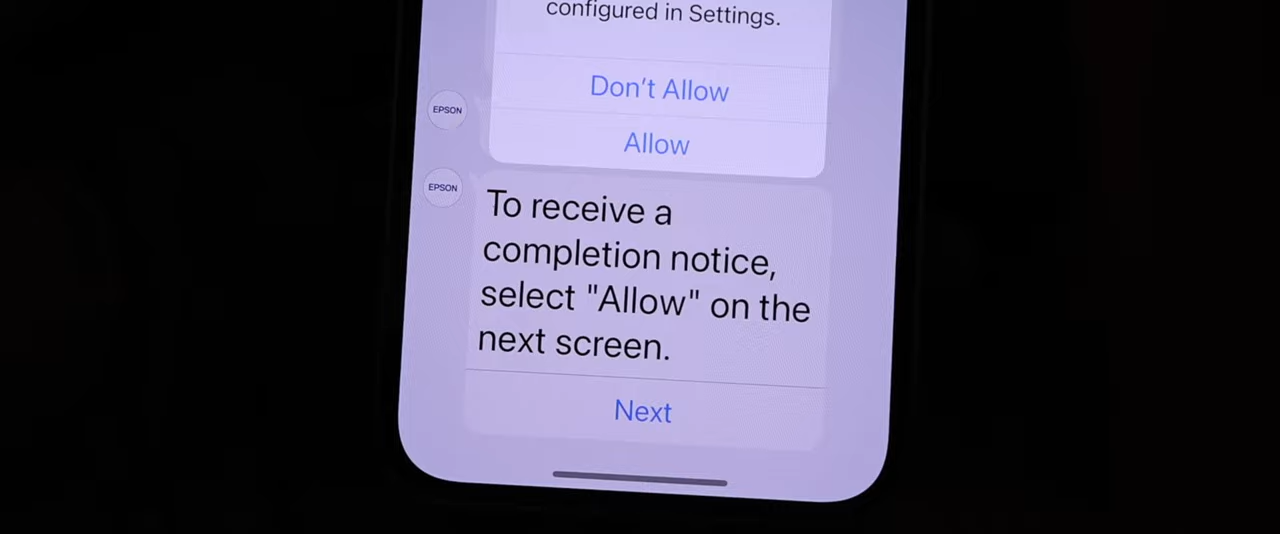 configured in Settings.
Don't Allow
EPSON
Allow
EPSON
To receive a
completion notice,
select "Allow" on the
next screen.
Next